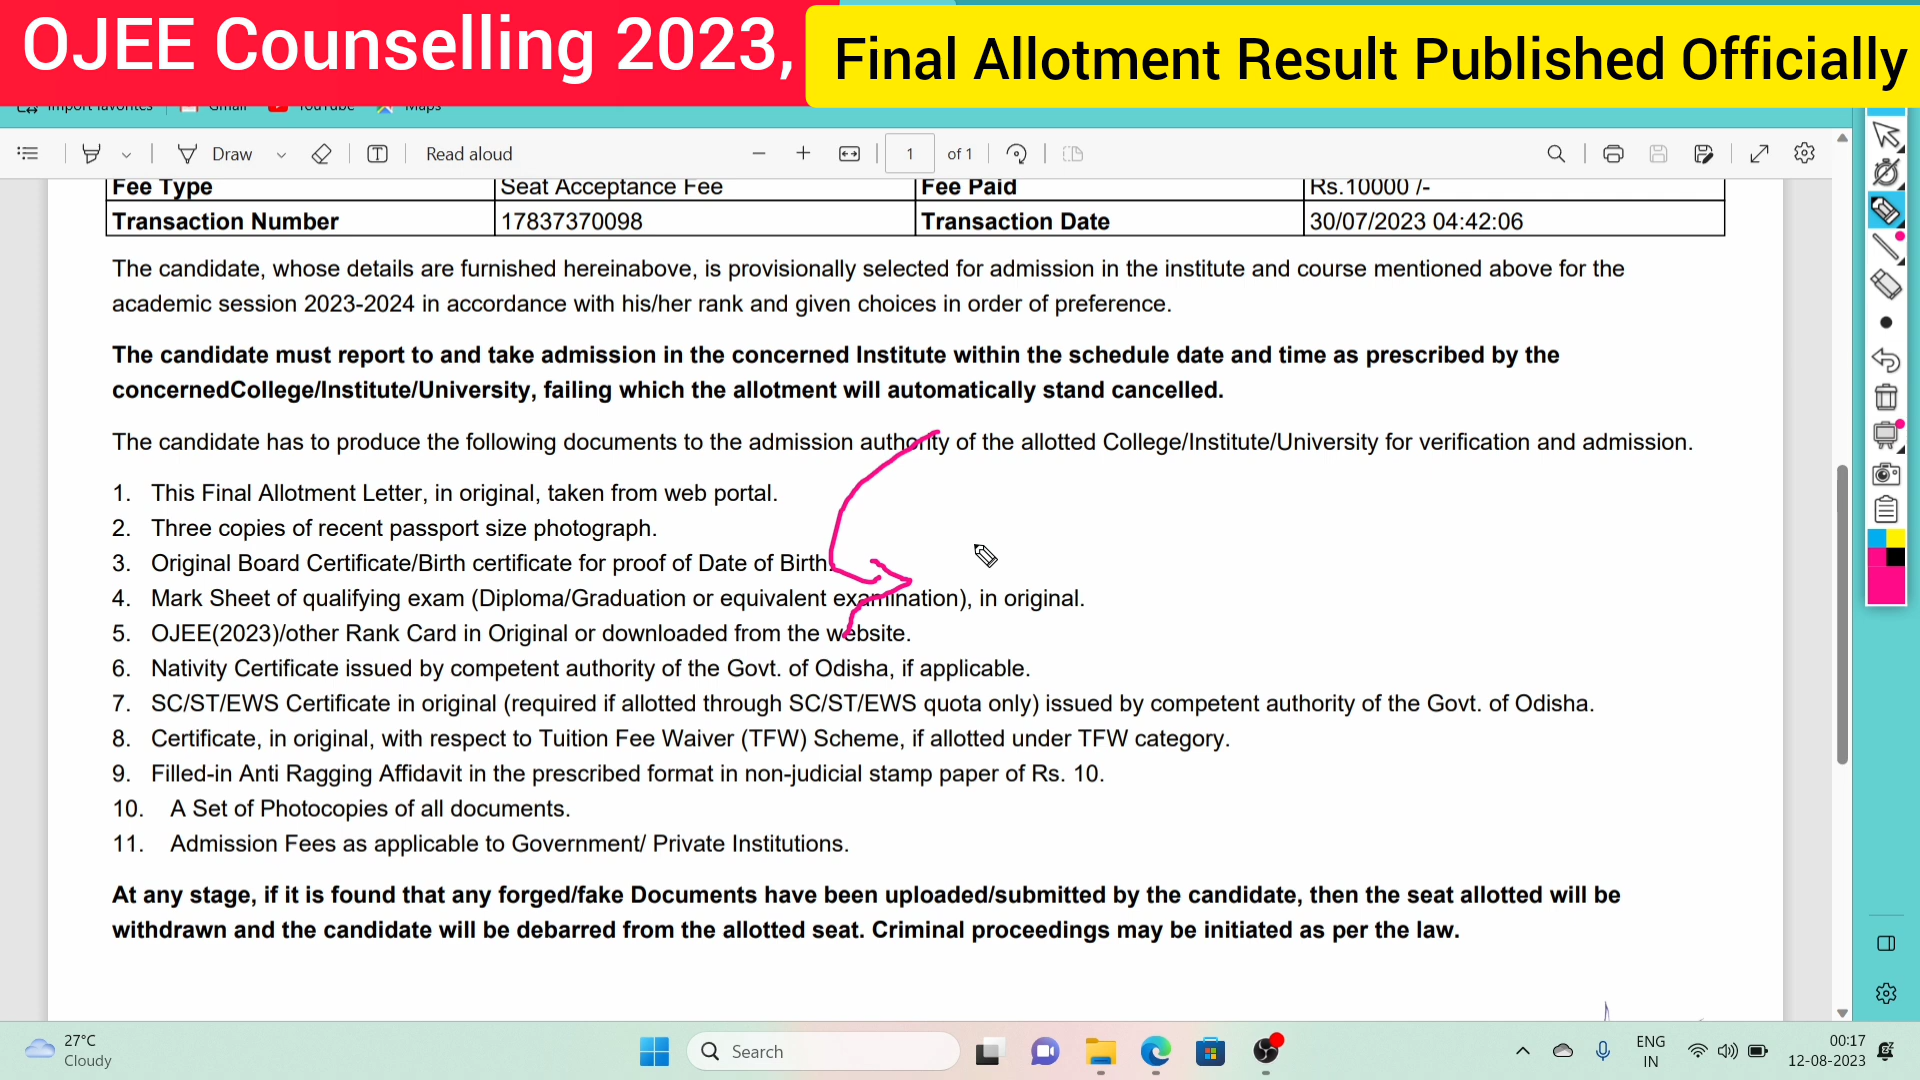 OJEE Counselling 2023,
Final Allotment Result Published Officially
Import favorites Gmail YouTube Maps
Draw Read aloud 1 of 1
Fee Type Seat Acceptance Fee Fee Paid Rs.10000 /-
Transaction Number 17837370098 Transaction Date 30/07/2023 04:42:06
The candidate, whose details are furnished hereinabove, is provisionally selected for admission in the institute and course mentioned above for the
academic session 2023-2024 in accordance with his/her rank and given choices in order of preference.
The candidate must report to and take admission in the concerned Institute within the schedule date and time as prescribed by the
concernedCollege/Institute/University, failing which the allotment will automatically stand cancelled.
The candidate has to produce the following documents to the admission authority of the allotted College/Institute/University for verification and admission.
1. This Final Allotment Letter, in original, taken from web portal.
2. Three copies of recent passport size photograph.
3. Original Board Certificate/Birth certificate for proof of Date of Birth.
4. Mark Sheet of qualifying exam (Diploma/Graduation or equivalent examination), in original.
5. OJEE(2023)/other Rank Card in Original or downloaded from the website.
6. Nativity Certificate issued by competent authority of the Govt. of Odisha, if applicable.
7. SC/ST/EWS Certificate in original (required if allotted through SC/ST/EWS quota only) issued by competent authority of the Govt. of Odisha.
8. Certificate, in original, with respect to Tuition Fee Waiver (TFW) Scheme, if allotted under TFW category.
9. Filled-in Anti Ragging Affidavit in the prescribed format in non-judicial stamp paper of Rs. 10.
10. A Set of Photocopies of all documents.
11. Admission Fees as applicable to Government/ Private Institutions.
At any stage, if it is found that any forged/fake Documents have been uploaded/submitted by the candidate, then the seat allotted will be
withdrawn and the candidate will be debarred from the allotted seat. Criminal proceedings may be initiated as per the law.
27°C
Cloudy
Search
ENG
IN
00:17
12-08-2023